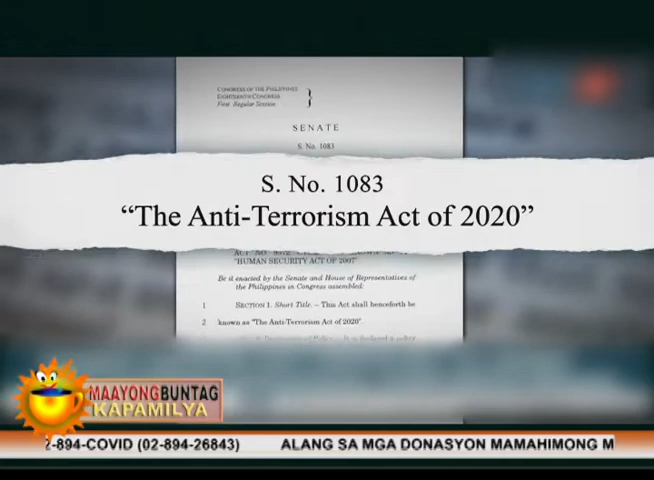 CONGRESS OF THE PHILIPPINES
EIGHTEENTH CONGRESS
First Regular Session
}
SENATE
S. No. 1083
S. No. 1083
“The Anti-Terrorism Act of 2020”
"HUMAN SECURITY ACT OF 2007"
Be it enacted by the Senate and House of Representatives of
the Philippines in Congress assembled:
1 SECTION 1. Short Title. – This Act shall henceforth be
2 known as "The Anti-Terrorism Act of 2020".
MAAYONG BUNTAG
KAPAMILYA
2-894-COVID (02-894-26843) ALANG SA MGA DONASYON MAMAHIMONG M